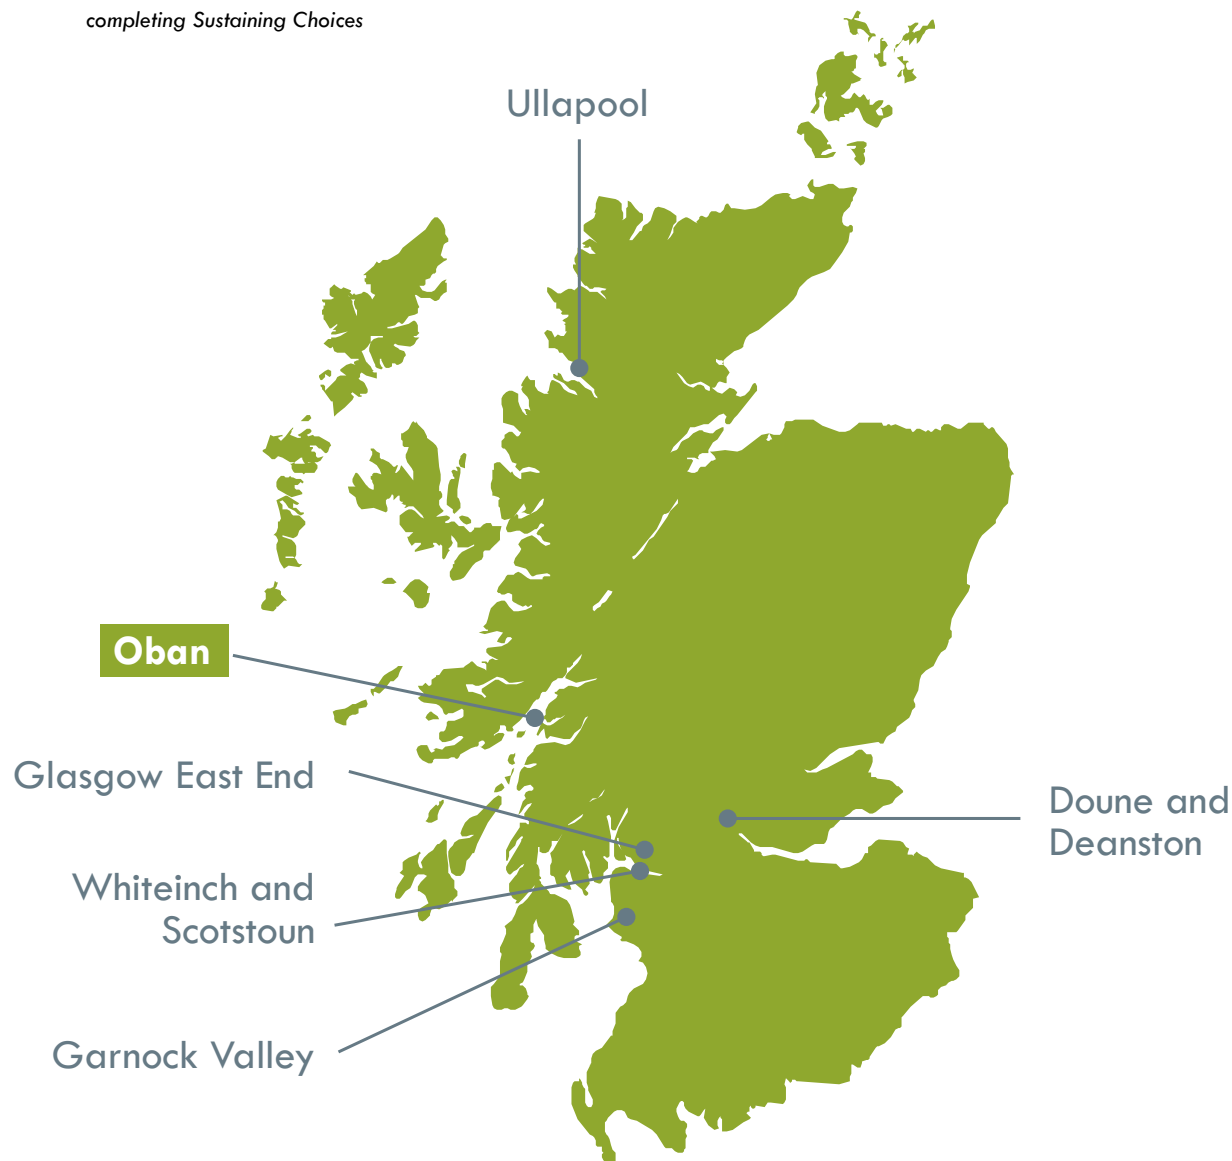 completing Sustaining Choices
Ullapool
Oban
Glasgow East End
Doune and
Deanston
Whiteinch and
Scotstoun
Garnock Valley